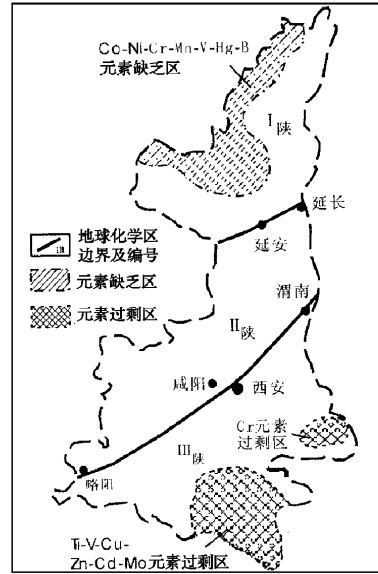 Co-Ni-Cr-Mn-V-Hg-B
元素缺乏区
I陕
延长
延安
地球化学区
边界及编号
元素缺乏区
元素过剩区
渭南
II陕
咸阳
西安
Cr元素
过剩区
III陕
略阳
Ti-V-Cu-
Zn-Cd-Mo元素过剩区